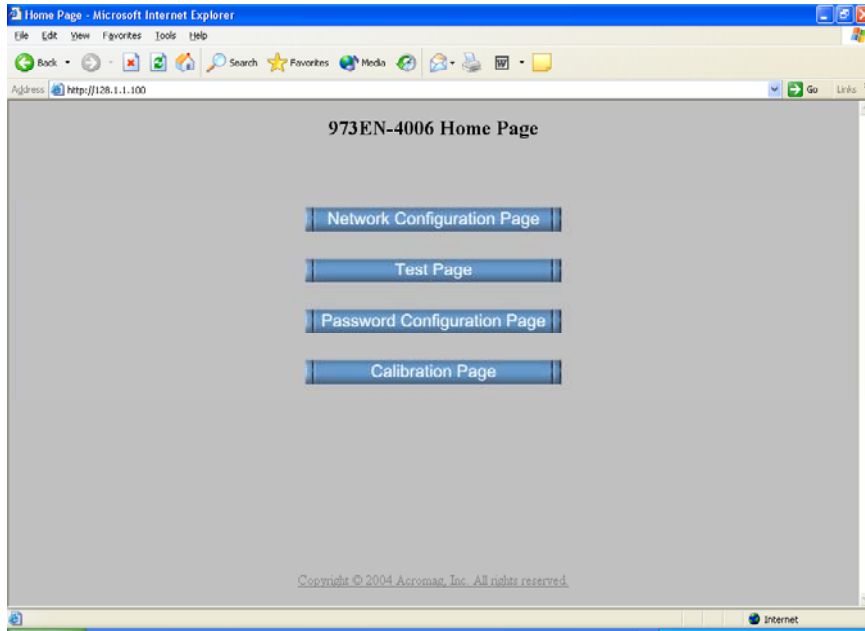 Home Page - Microsoft Internet Explorer
File Edit View Favorites Tools Help
Back Search Favorites Media
Address http://128.1.1.100 Go Links
973EN-4006 Home Page
Network Configuration Page
Test Page
Password Configuration Page
Calibration Page
Copyright © 2004 Acromag, Inc. All rights reserved.
Internet